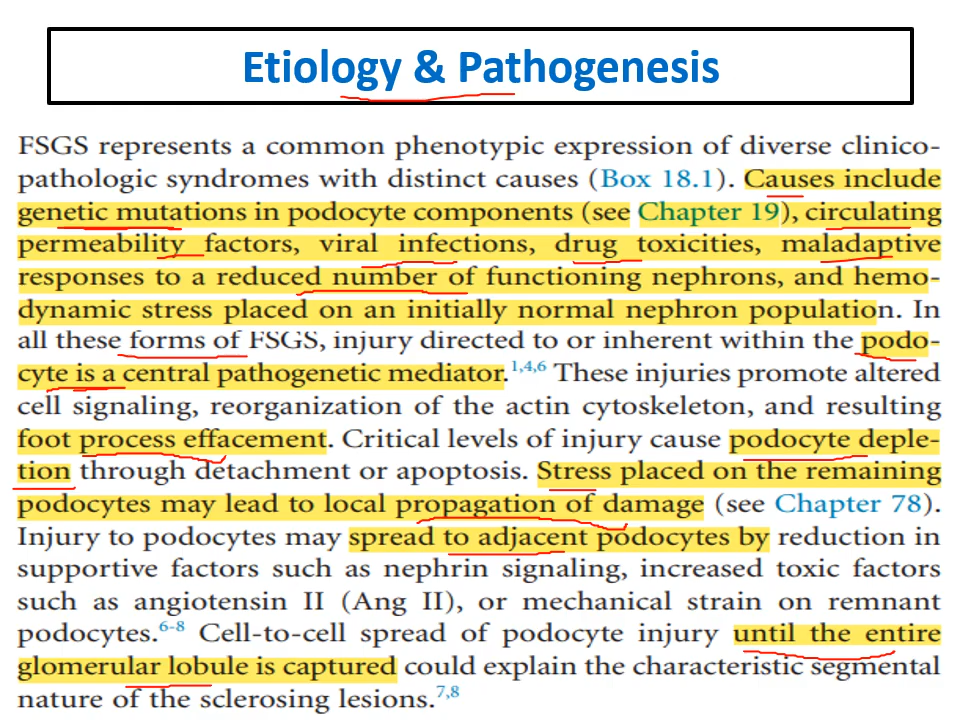 Etiology & Pathogenesis
FSGS represents a common phenotypic expression of diverse clinico-
pathologic syndromes with distinct causes (Box 18.1). Causes include
genetic mutations in podocyte components (see Chapter 19), circulating
permeability factors, viral infections, drug toxicities, maladaptive
responses to a reduced number of functioning nephrons, and hemo-
dynamic stress placed on an initially normal nephron population. In
all these forms of FSGS, injury directed to or inherent within the podo-
cyte is a central pathogenetic mediator.1,4,6 These injuries promote altered
cell signaling, reorganization of the actin cytoskeleton, and resulting
foot process effacement. Critical levels of injury cause podocyte deple-
tion through detachment or apoptosis. Stress placed on the remaining
podocytes may lead to local propagation of damage (see Chapter 78).
Injury to podocytes may spread to adjacent podocytes by reduction in
supportive factors such as nephrin signaling, increased toxic factors
such as angiotensin II (Ang II), or mechanical strain on remnant
podocytes.6-8 Cell-to-cell spread of podocyte injury until the entire
glomerular lobule is captured could explain the characteristic segmental
nature of the sclerosing lesions.7,8